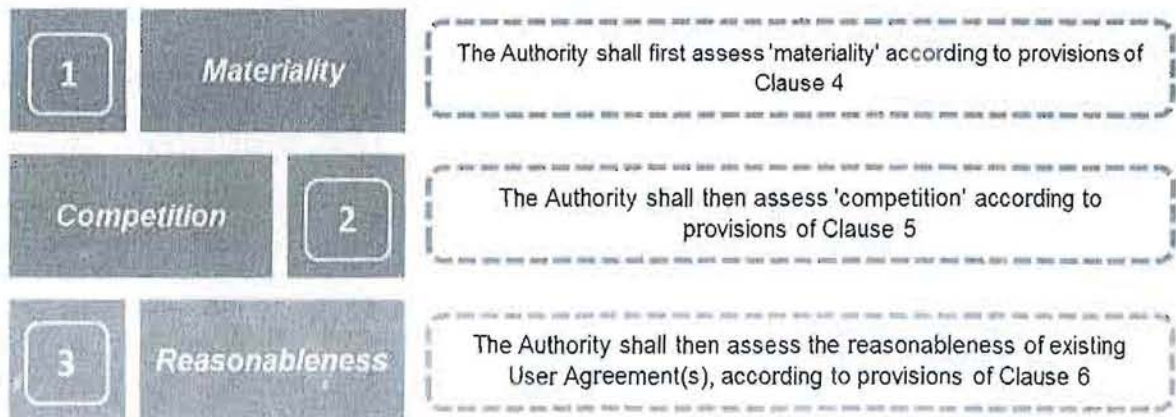 1
Materiality
The Authority shall first assess 'materiality' according to provisions of
Clause 4
Competition
2
The Authority shall then assess 'competition' according to
provisions of Clause 5
3
Reasonableness
The Authority shall then assess the reasonableness of existing
User Agreement(s), according to provisions of Clause 6